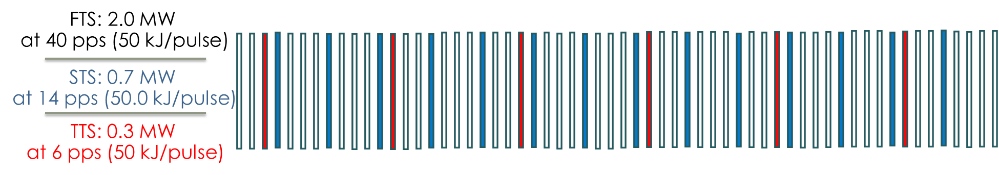 FTS: 2.0 MW
at 40 pps (50 kJ/pulse)
STS: 0.7 MW
at 14 pps (50.0 kJ/pulse)
TTS: 0.3 MW
at 6 pps (50 kJ/pulse)